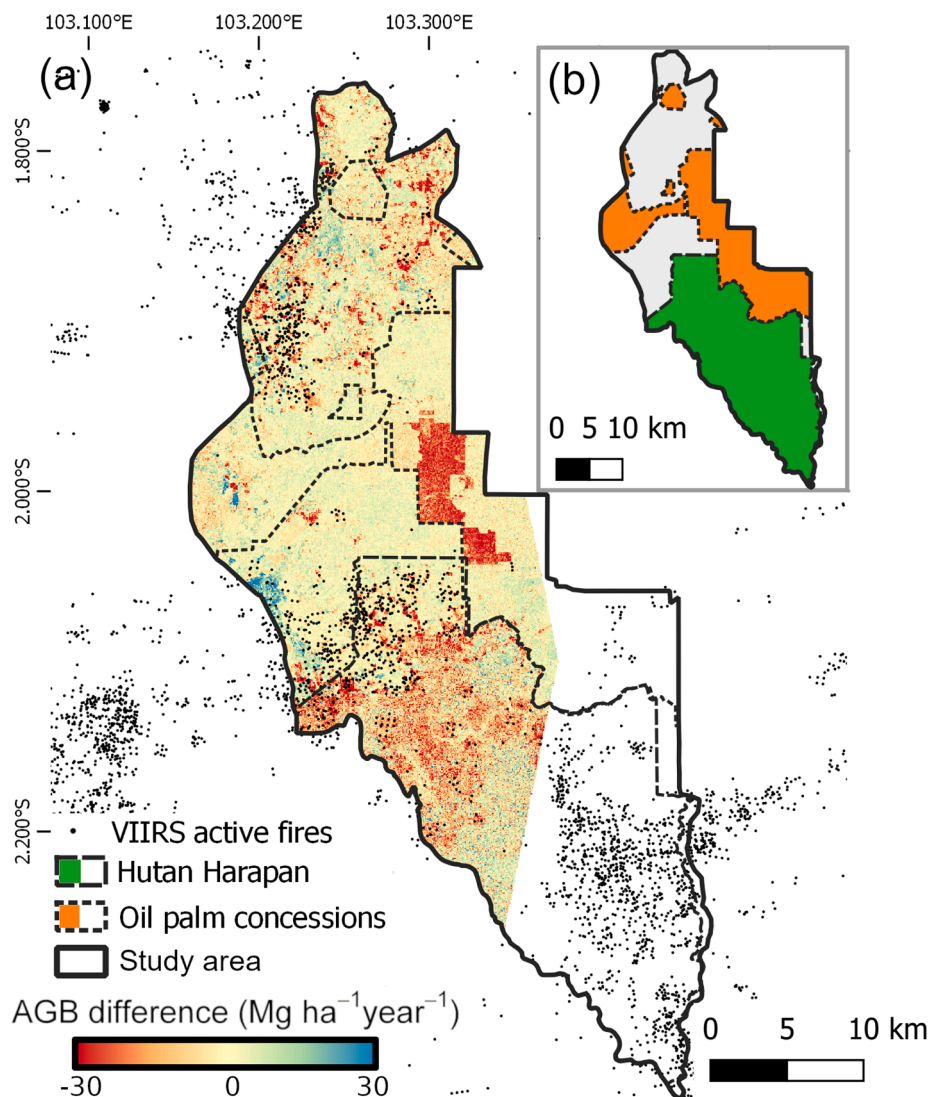 103.100°E 103.200°E 103.300°E
(a)
(b)
1.800°S
2.000°S
2.200°S
0 5 10 km
VIIRS active fires
Hutan Harapan
Oil palm concessions
Study area
AGB difference (Mg ha⁻¹year⁻¹)
-30 0 30
0 5 10 km